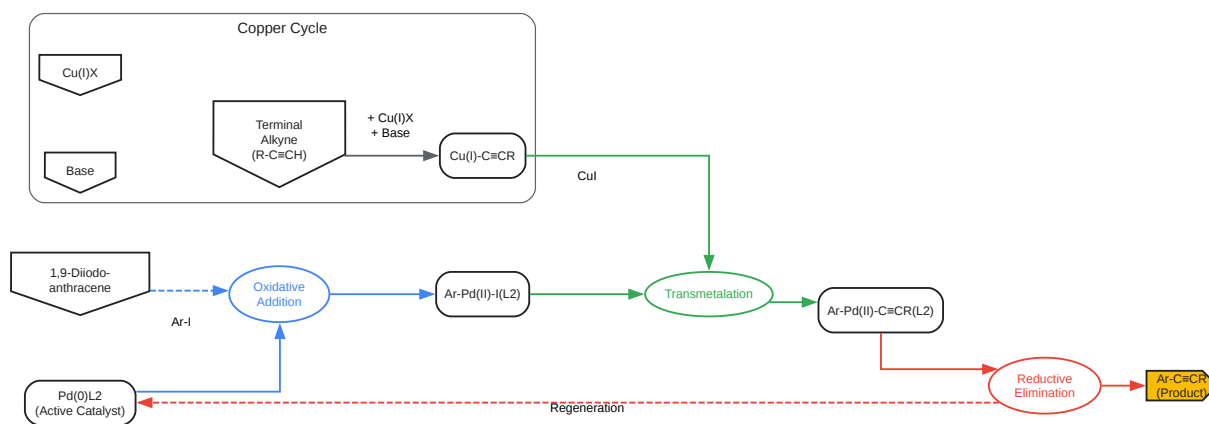 Copper Cycle
Cu(I)X
Terminal
Alkyne
(R-C≡CH)
+ Cu(I)X
+ Base
Cu(I)-C≡CR
Base
CuI
1,9-Diiodo-
anthracene
Ar-I
Oxidative
Addition
Ar-Pd(II)-I(L2)
Transmetalation
Ar-Pd(II)-C≡CR(L2)
Pd(0)L2
(Active Catalyst)
Regeneration
Reductive
Elimination
Ar-C≡CR
(Product)